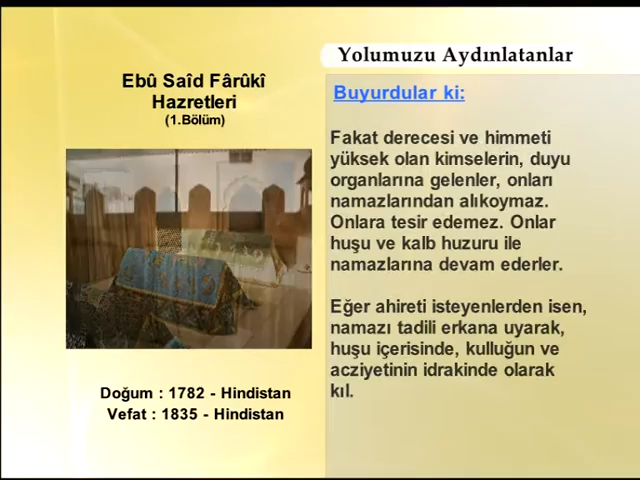 Yolumuzu Aydınlatanlar
Ebû Saîd Fârûkî
Hazretleri
(1.Bölüm)
Doğum : 1782 - Hindistan
Vefat : 1835 - Hindistan
Buyurdular ki:
Fakat derecesi ve himmeti
yüksek olan kimselerin, duyu
organlarına gelenler, onları
namazlarından alıkoymaz.
Onlara tesir edemez. Onlar
huşu ve kalb huzuru ile
namazlarına devam ederler.
Eğer ahireti isteyenlerden isen,
namazı tadili erkana uyarak,
huşu içerisinde, kulluğun ve
acziyetinin idrakinde olarak
kıl.